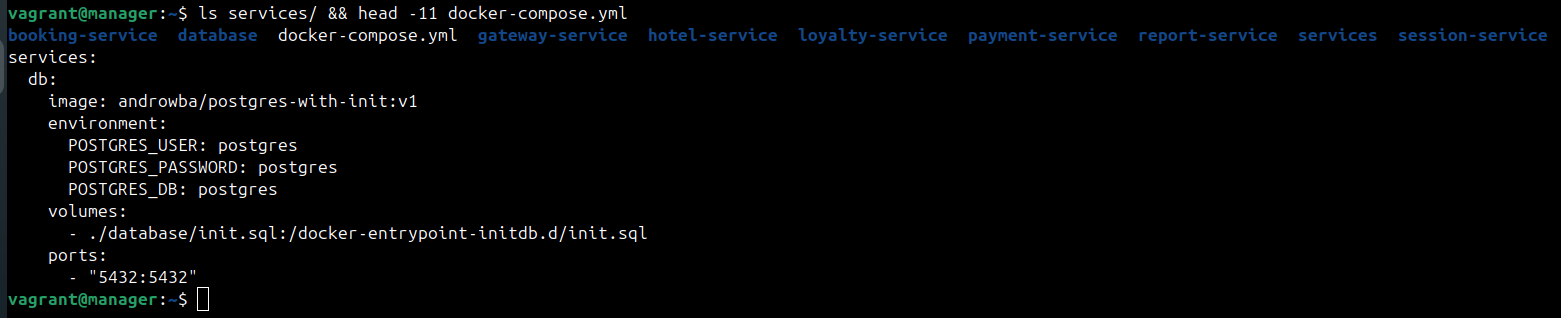 vagrant@manager:~$ ls services/ && head -11 docker-compose.yml
booking-service  database  docker-compose.yml  gateway-service  hotel-service  loyalty-service  payment-service  report-service  services  session-service
services:
  db:
    image: androwba/postgres-with-init:v1
    environment:
      POSTGRES_USER: postgres
      POSTGRES_PASSWORD: postgres
      POSTGRES_DB: postgres
    volumes:
      - ./database/init.sql:/docker-entrypoint-initdb.d/init.sql
    ports:
      - "5432:5432"
vagrant@manager:~$